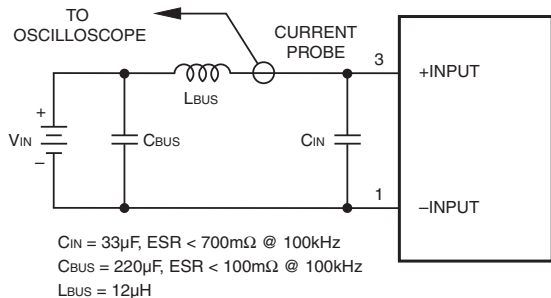 TO
OSCILLOSCOPE
CURRENT
PROBE
3
+INPUT
LBUS
+
VIN
–
CBUS
CIN
1
–INPUT
CIN = 33µF, ESR < 700mΩ @ 100kHz
CBUS = 220µF, ESR < 100mΩ @ 100kHz
LBUS = 12µH